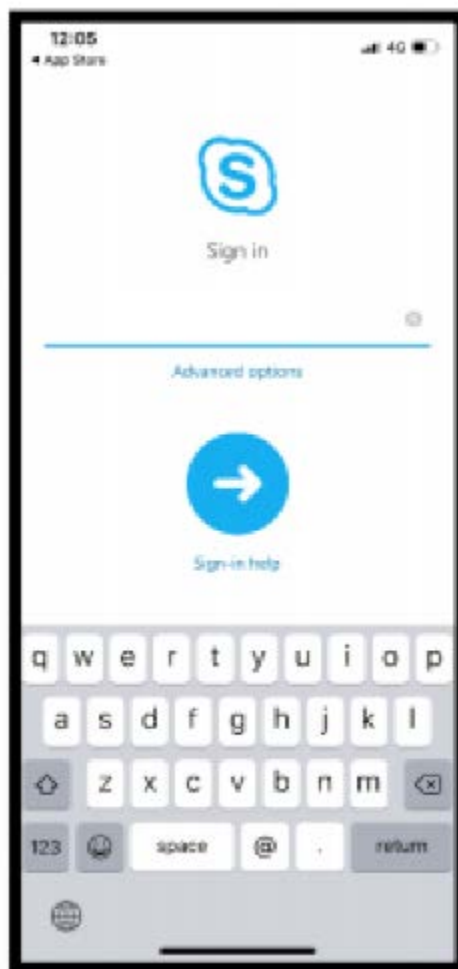 12:05
◀ App Store 4G
S
Sign in
Advanced options
Sign-in help
q w e r t y u i o p
a s d f g h j k l
z x c v b n m
123 space @ . return